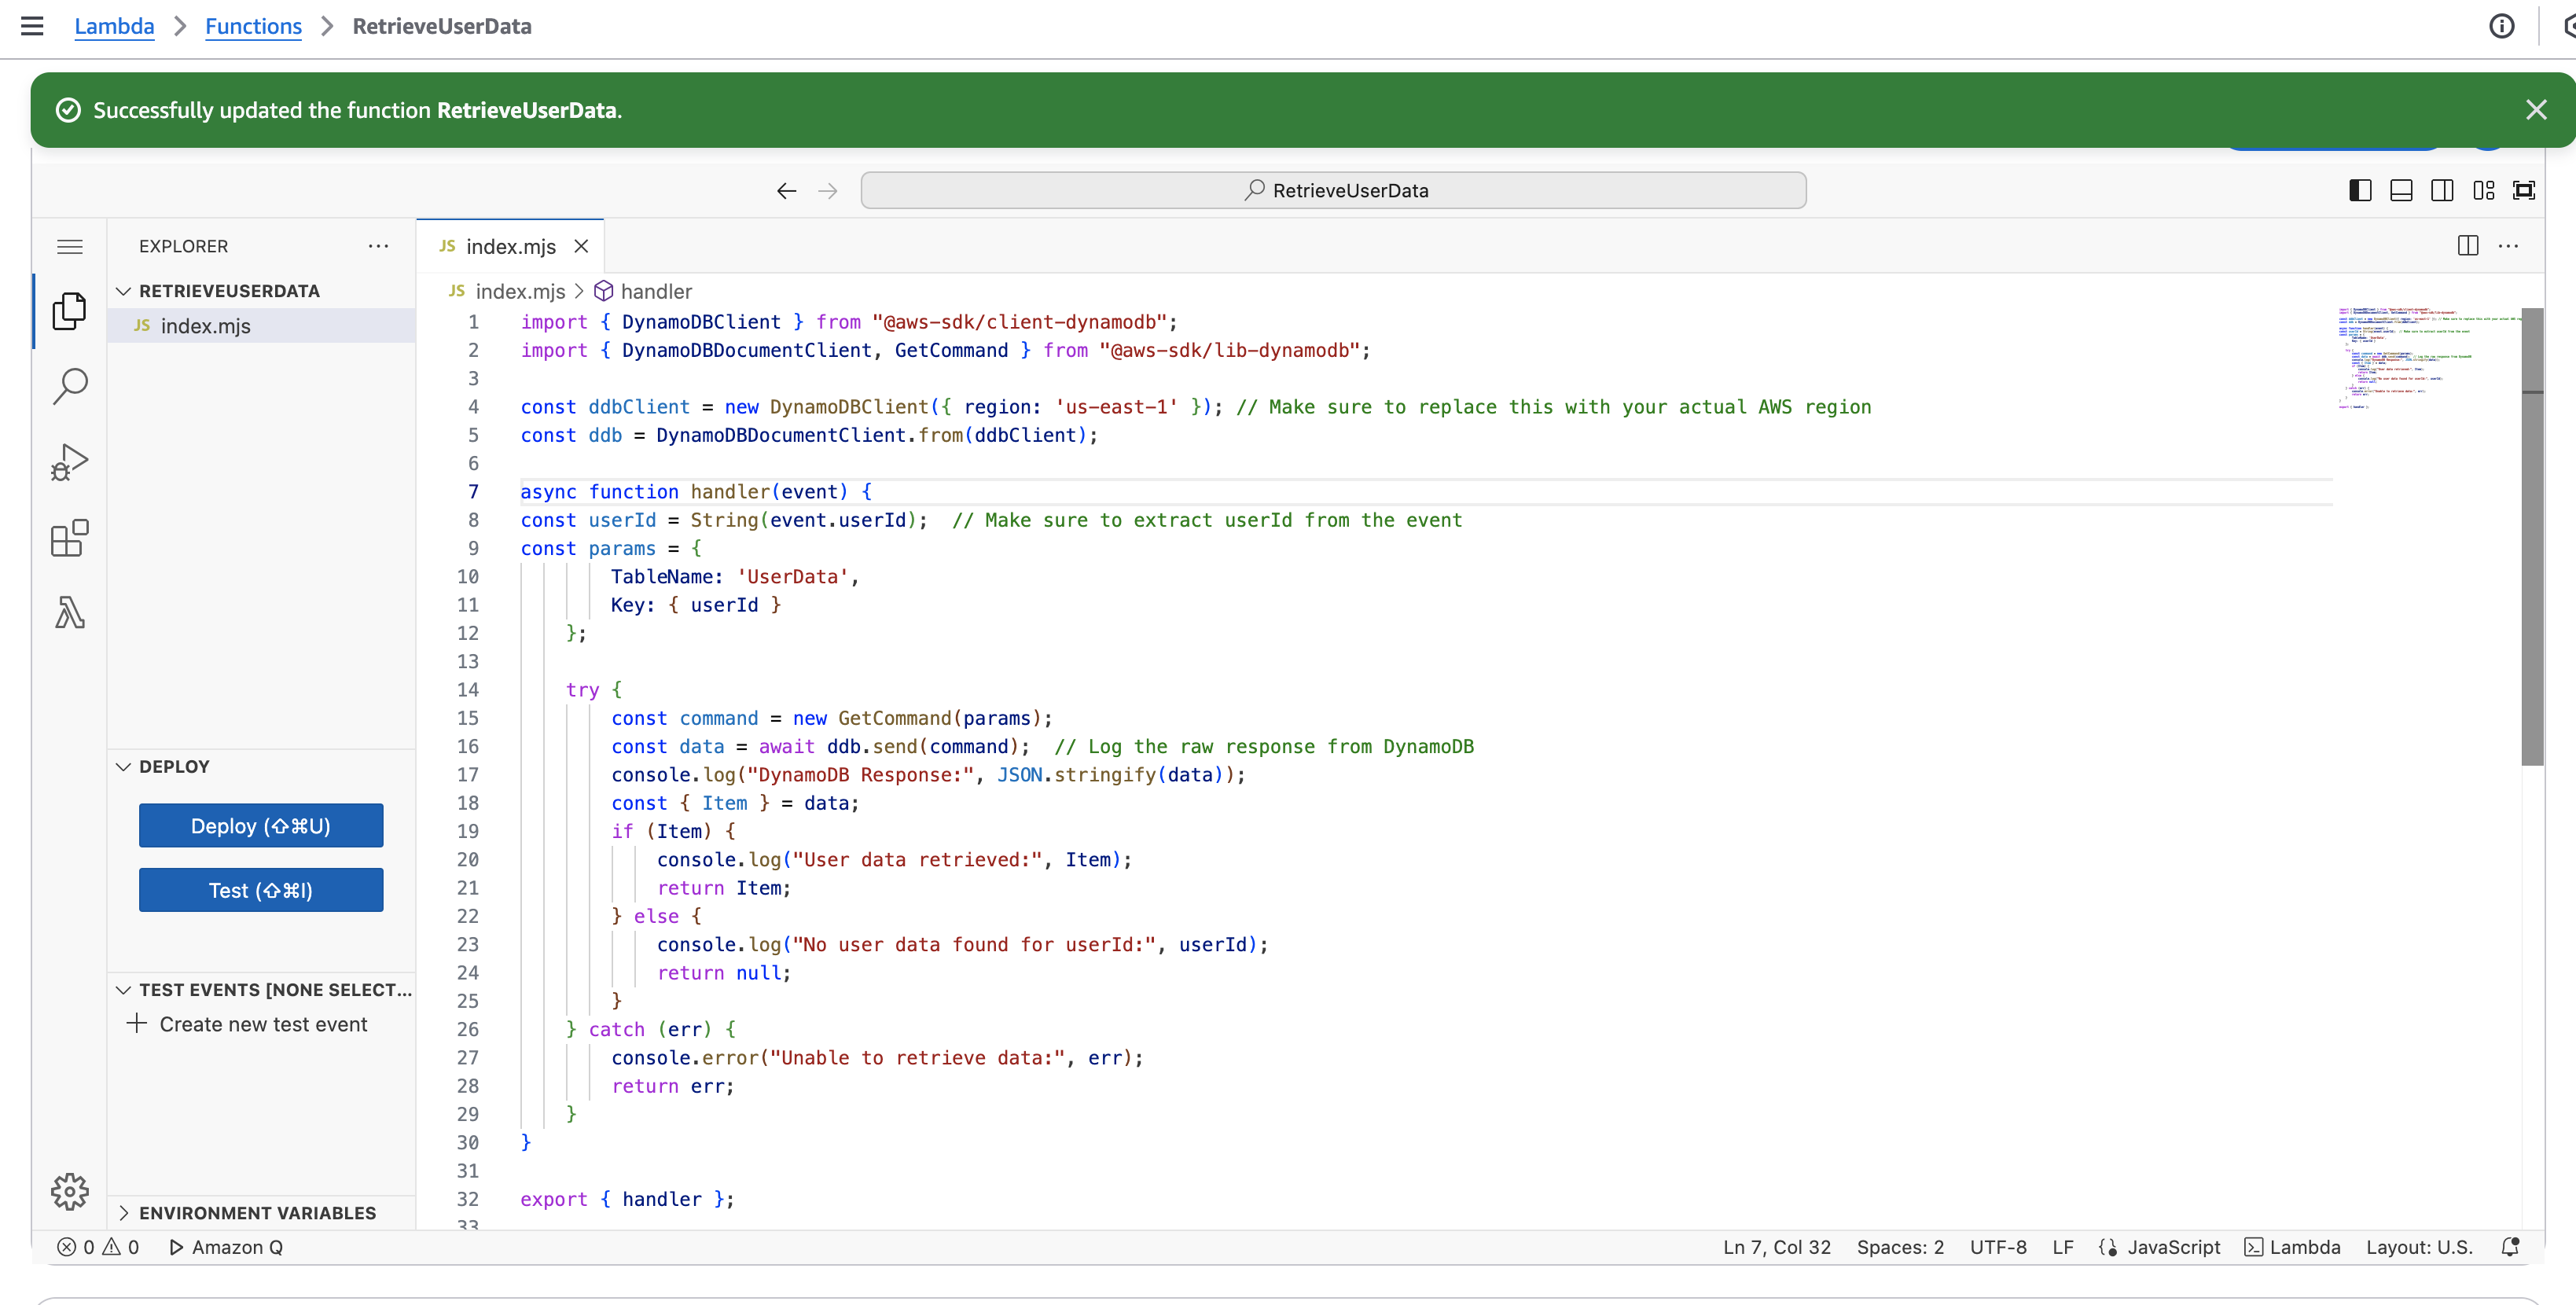 Lambda > Functions > RetrieveUserData
Successfully updated the function RetrieveUserData.
RetrieveUserData
EXPLORER
RETRIEVEUSERDATA
JS index.mjs
DEPLOY
Deploy (⇧⌘U)
Test (⇧⌘I)
TEST EVENTS [NONE SELECT...
Create new test event
ENVIRONMENT VARIABLES
JS index.mjs
JS index.mjs > handler
1 import { DynamoDBClient } from "@aws-sdk/client-dynamodb";
2 import { DynamoDBDocumentClient, GetCommand } from "@aws-sdk/lib-dynamodb";
3
4 const ddbClient = new DynamoDBClient({ region: 'us-east-1' }); // Make sure to replace this with your actual AWS region
5 const ddb = DynamoDBDocumentClient.from(ddbClient);
6
7 async function handler(event) {
8 const userId = String(event.userId);  // Make sure to extract userId from the event
9 const params = {
10         TableName: 'UserData',
11         Key: { userId }
12     };
13
14     try {
15         const command = new GetCommand(params);
16         const data = await ddb.send(command);  // Log the raw response from DynamoDB
17         console.log("DynamoDB Response:", JSON.stringify(data));
18         const { Item } = data;
19         if (Item) {
20             console.log("User data retrieved:", Item);
21             return Item;
22         } else {
23             console.log("No user data found for userId:", userId);
24             return null;
25         }
26     } catch (err) {
27         console.error("Unable to retrieve data:", err);
28         return err;
29     }
30 }
31
32 export { handler };
33
0 0 Amazon Q Ln 7, Col 32 Spaces: 2 UTF-8 LF JavaScript Lambda Layout: U.S.